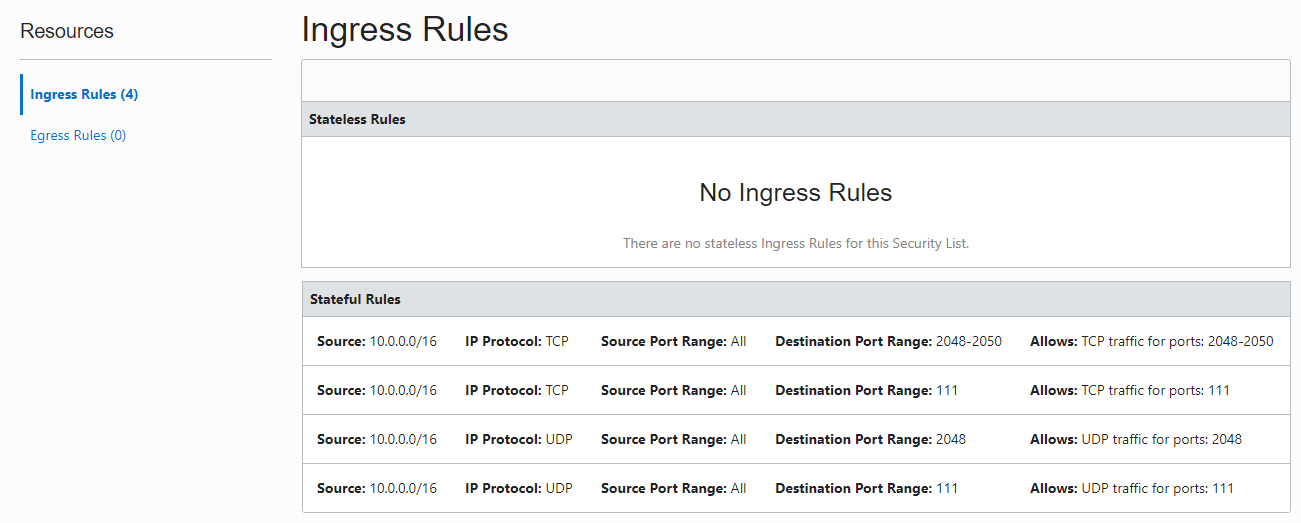 Resources
Ingress Rules (4)
Egress Rules (0)
Ingress Rules
Stateless Rules
No Ingress Rules
There are no stateless Ingress Rules for this Security List.
Stateful Rules
Source: 10.0.0.0/16 IP Protocol: TCP Source Port Range: All Destination Port Range: 2048-2050 Allows: TCP traffic for ports: 2048-2050
Source: 10.0.0.0/16 IP Protocol: TCP Source Port Range: All Destination Port Range: 111 Allows: TCP traffic for ports: 111
Source: 10.0.0.0/16 IP Protocol: UDP Source Port Range: All Destination Port Range: 2048 Allows: UDP traffic for ports: 2048
Source: 10.0.0.0/16 IP Protocol: UDP Source Port Range: All Destination Port Range: 111 Allows: UDP traffic for ports: 111